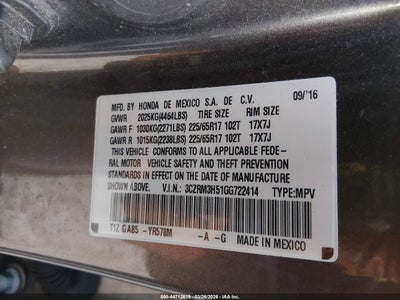 MFD. BY HONDA DE MEXICO S.A. DE C.V. 09/'16
GVWR 2025KG(4464LBS) TIRE SIZE RIM SIZE
GAWR F 1030KG(2271LBS) 225/65R17 102T 17X7J
GAWR R 1015KG(2238LBS) 225/65R17 102T 17X7J
THIS VEHICLE CONFORMS TO ALL APPLICABLE FEDE-
RAL MOTOR VEHICLE SAFETY AND THEFT PREVENTION
STANDARDS IN EFFECT ON THE DATE OF MANUFACTURE
SHOWN ABOVE. V.I.N.: 3CZRM3H51GG722414 TYPE:MPV
T1Z GAB5 -YR578M -A -G MADE IN MEXICO
000-44712619 - 03/26/2026 - © IAA, Inc.